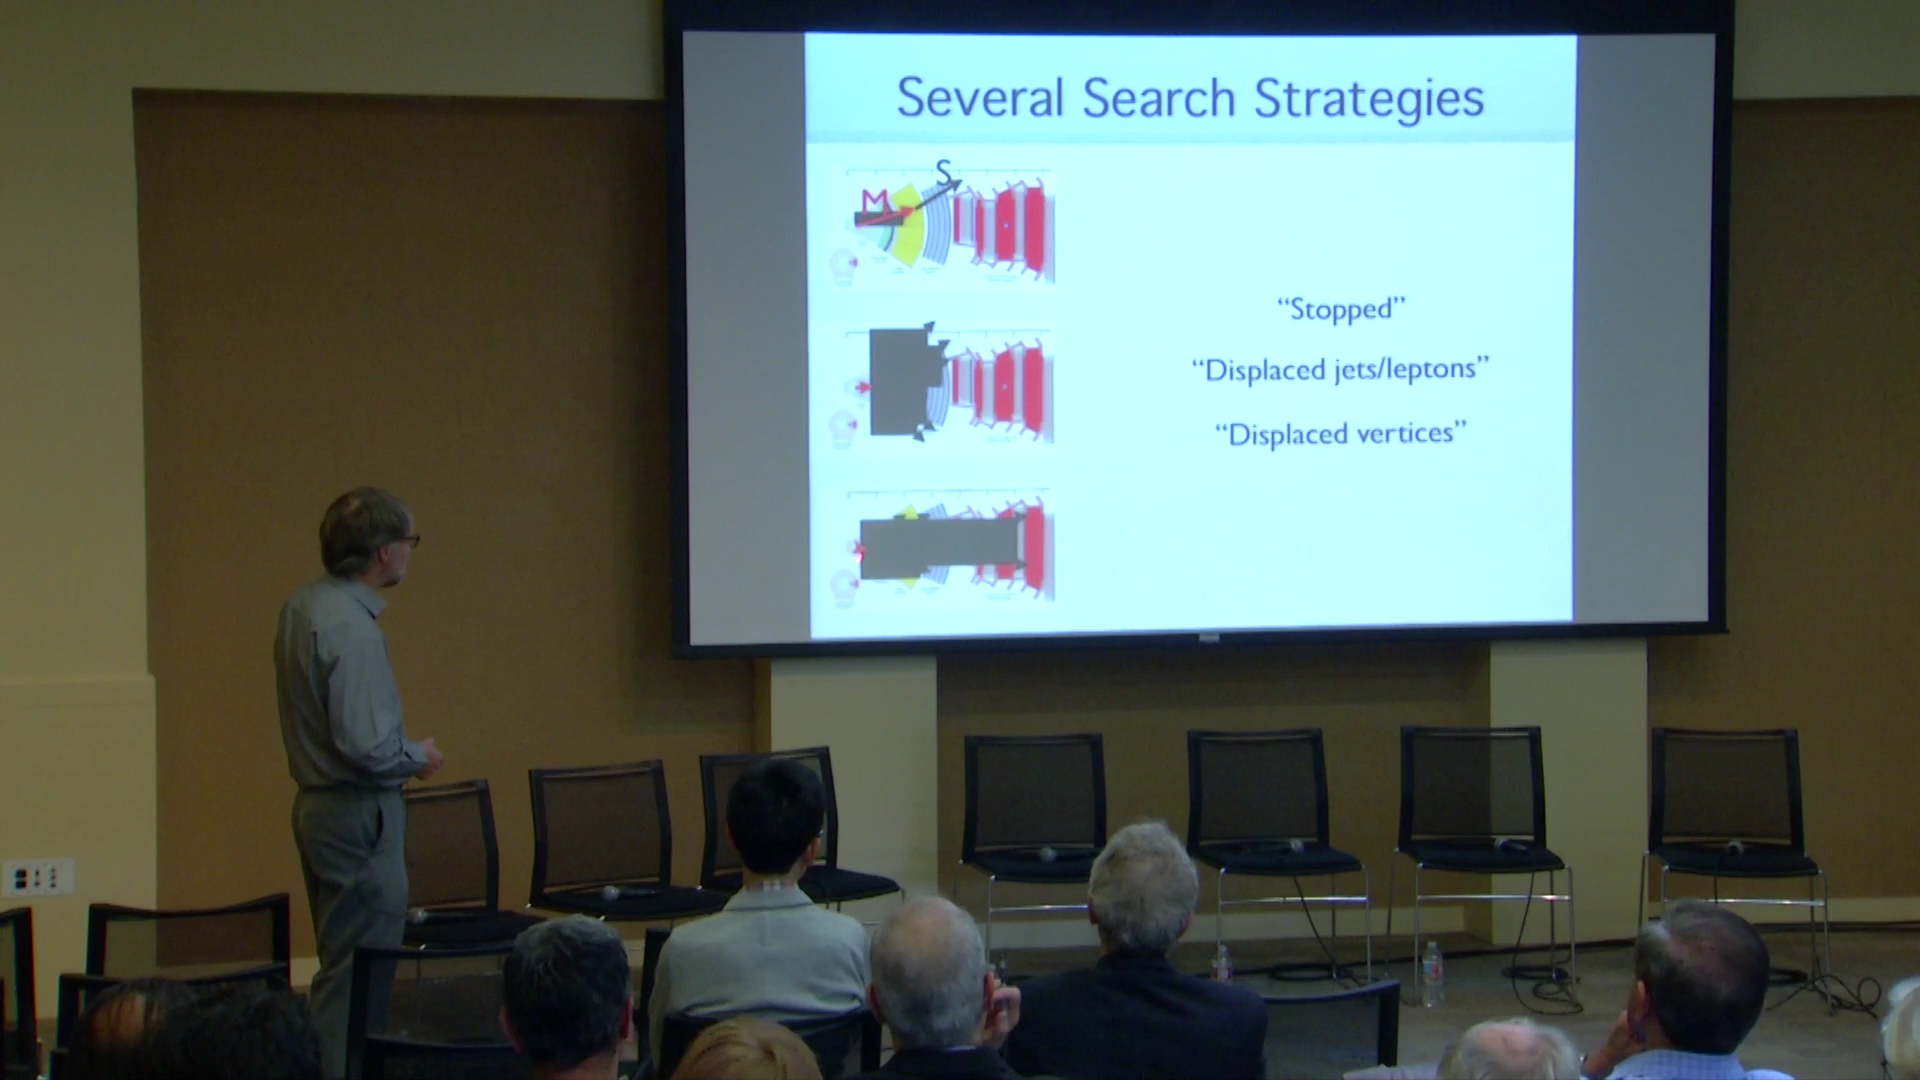 Several Search Strategies
S
M
“Stopped”
“Displaced jets/leptons”
“Displaced vertices”